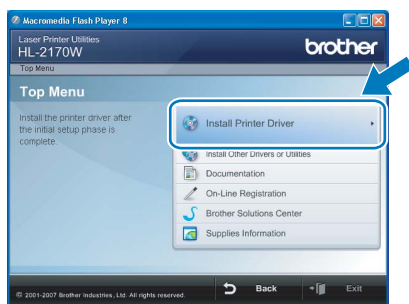 Macromedia Flash Player 8
Laser Printer Utilities
HL-2170W
brother
Top Menu
Top Menu
Install the printer driver after
the initial setup phase is
complete.
Install Printer Driver
Install Other Drivers or Utilities
Documentation
On-Line Registration
Brother Solutions Center
Supplies Information
© 2001-2007 Brother Industries, Ltd. All rights reserved.
Back
Exit